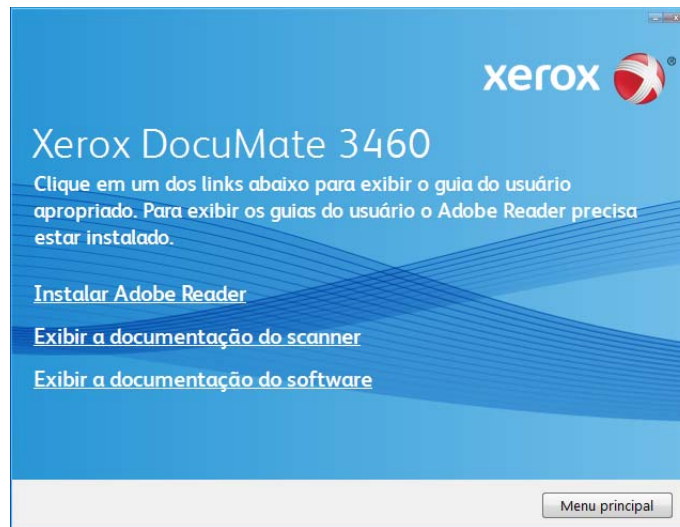 xerox ®
Xerox DocuMate 3460
Clique em um dos links abaixo para exibir o guia do usuário
apropriado. Para exibir os guias do usuário o Adobe Reader precisa
estar instalado.
Instalar Adobe Reader
Exibir a documentação do scanner
Exibir a documentação do software
Menu principal